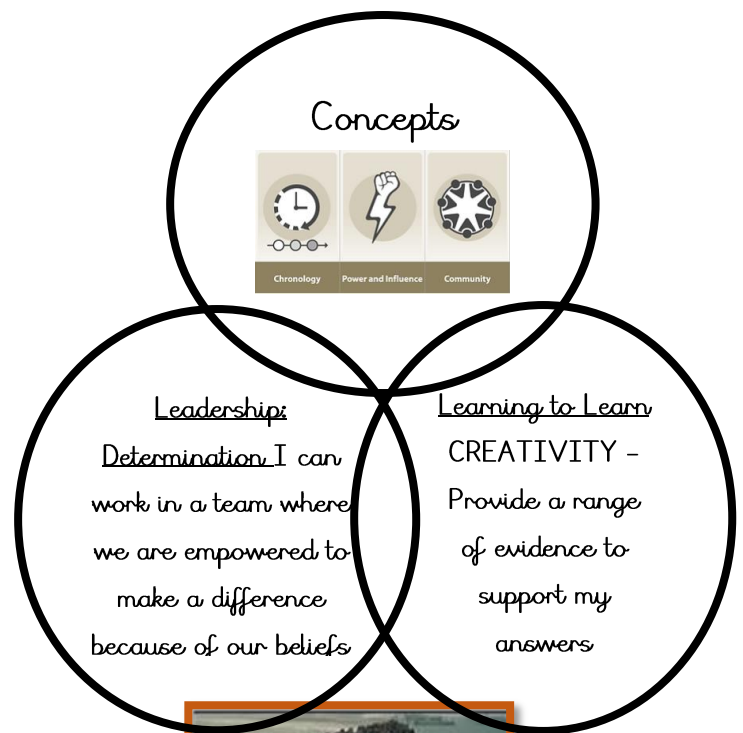 Concepts
Chronology
Power and Influence
Community
Leadership:
Determination I can
work in a team where
we are empowered to
make a difference
because of our beliefs
Learning to Learn
CREATIVITY -
Provide a range
of evidence to
support my
answers